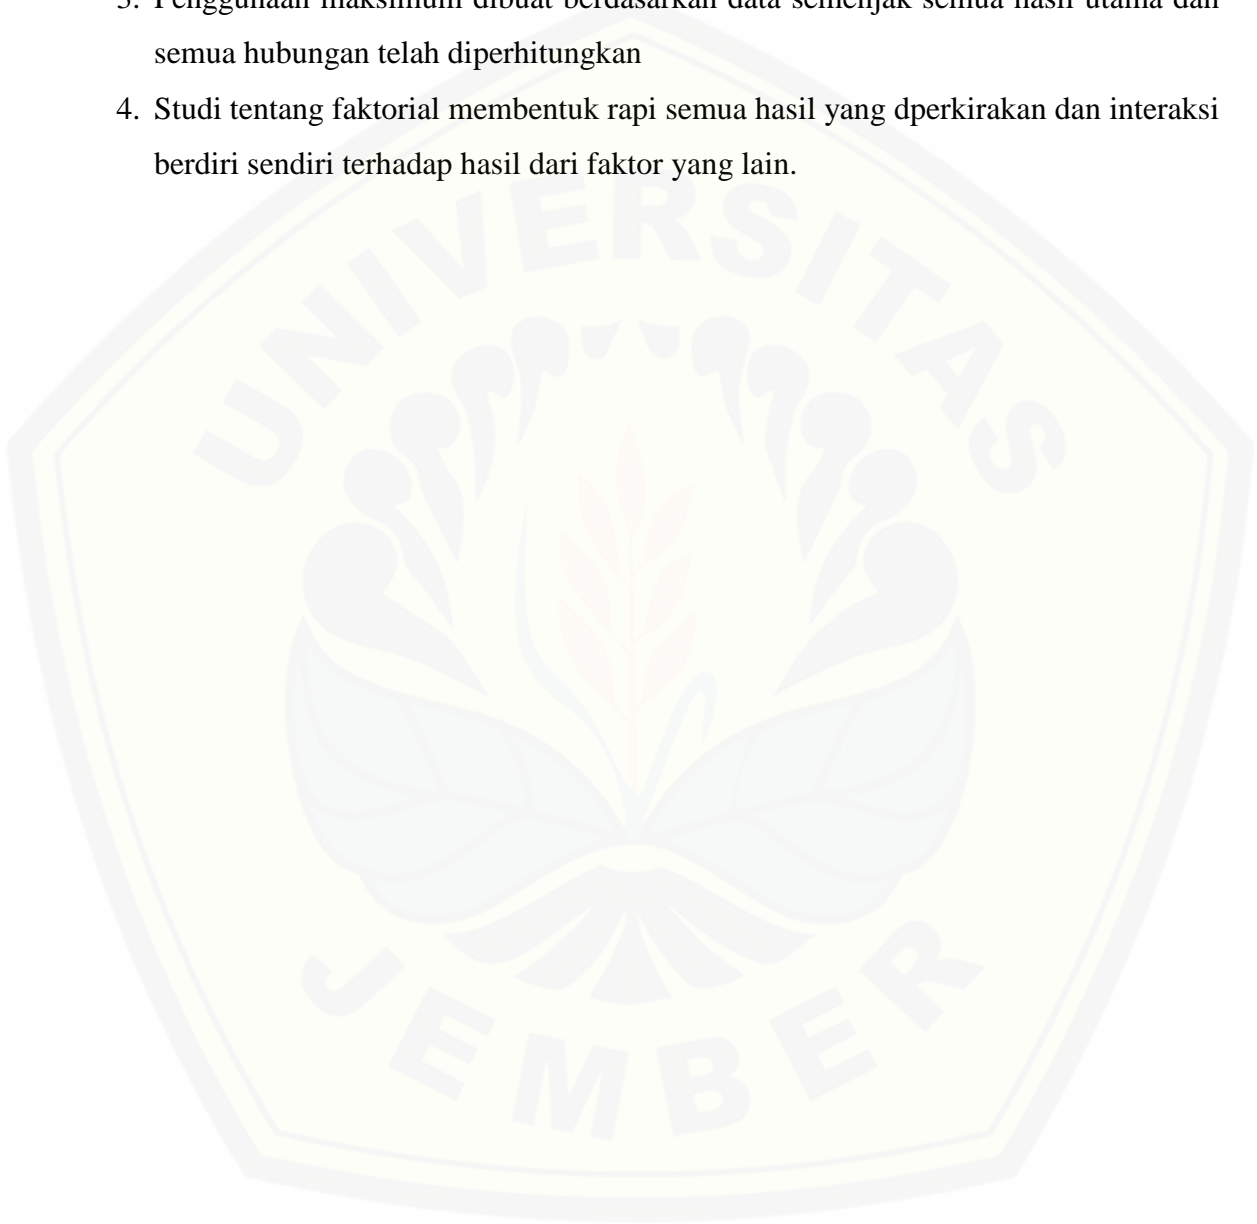 3. Penggunaan maksimum dibuat berdasarkan data semenjak semua hasil utama dan
semua hubungan telah diperhitungkan
4. Studi tentang faktorial membentuk rapi semua hasil yang dperkirakan dan interaksi
berdiri sendiri terhadap hasil dari faktor yang lain.
UNIVERSITAS
JEMBER